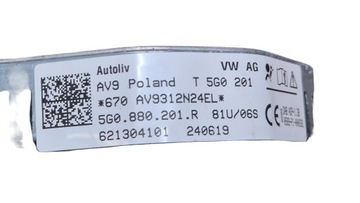 Autoliv VW AG
AV9 Poland T 5G0 201
*670 AV9312N24EL*
5G0.880.201.R 81U/06S
621304101 240619